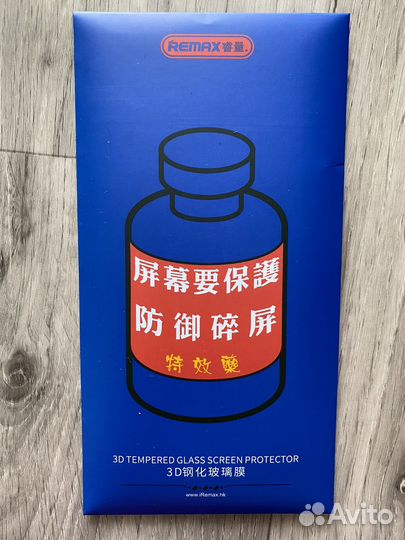 REMAX睿量
屏幕要保護
防御碎屏
特效藥
3D TEMPERED GLASS SCREEN PROTECTOR
3D钢化玻璃膜
www.iRemax.hk
Avito